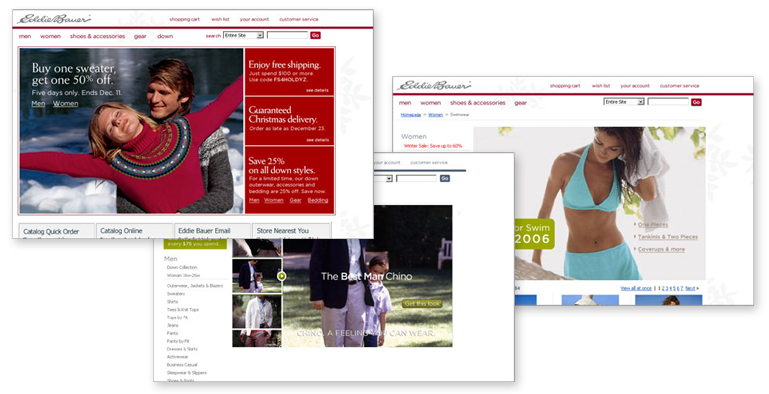 Eddie Bauer
shopping cart wish list your account customer service
men women shoes & accessories gear down search Entire Site Go
Buy one sweater,
get one 50% off.
Five days only. Ends Dec. 11.
Men Women
Enjoy free shipping.
Just spend $100 or more.
Use code FS4HOLDYZ
see details
Guaranteed
Christmas delivery.
Order as late as December 23.
see details
Save 25%
on all down styles.
For a limited time, our down
outerwear, accessories and
bedding are 25% off. Save now.
Men Women Gear Bedding
Catalog Quick Order Catalog Online Eddie Bauer Email Store Nearest You
Eddie Bauer
shopping cart wish list your account customer service
men women shoes & accessories gear Entire Site Go
Homepage > Women > Swimwear
Women
Winter Sale: Save up to 60%
or Swim
2006
One-Pieces
Tankinis & Two Pieces
Coverups & more
View all at once 1 2 3 4 5 6 7 Next
your account customer service
Go
every $75 you spend
Men
Down Collection
Outerwear, Jackets & Blazers
Sweaters
Shirts
Tees & Knit Tops
Tops by Fit
Jeans
Pants
Pants by Fit
Activewear
Business Casual
Sleepwear & Slippers
The Best Man Chino
Get this look
CHINO, A FEELING YOU CAN WEAR.